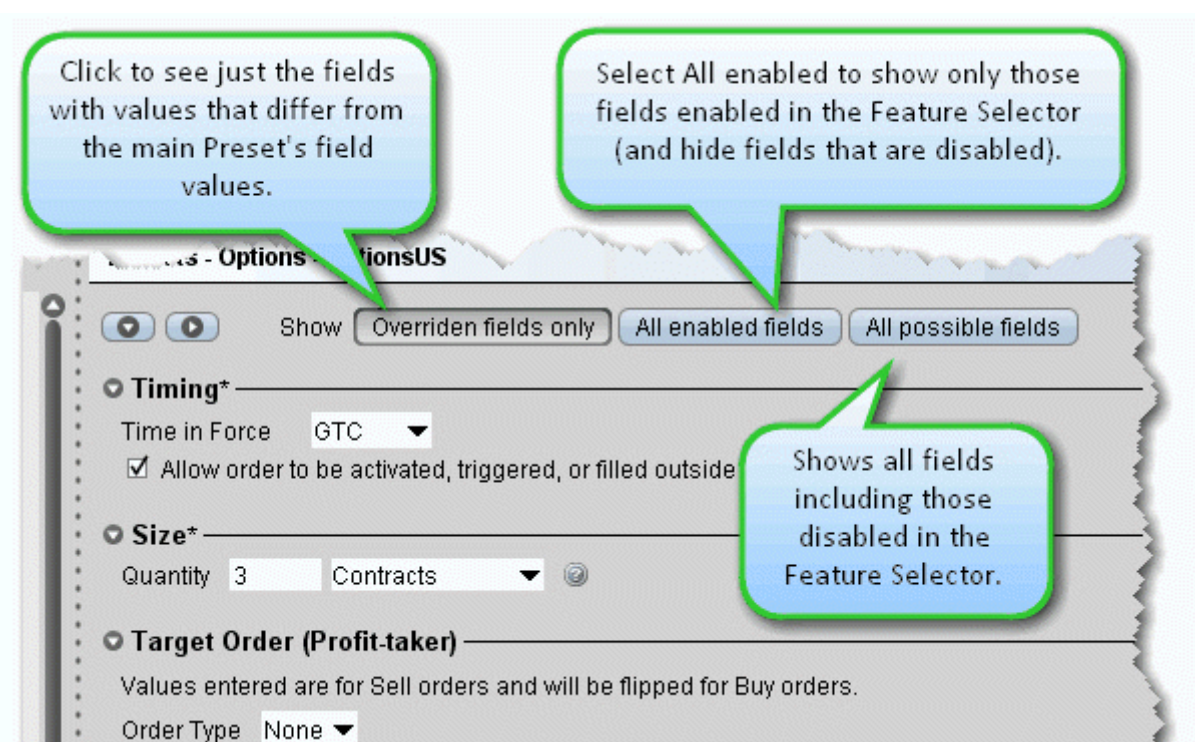 Click to see just the fields
with values that differ from
the main Preset's field
values.
Select All enabled to show only those
fields enabled in the Feature Selector
(and hide fields that are disabled).
- Options
Show Overriden fields only All enabled fields All possible fields
Timing*
Time in Force GTC
Allow order to be activated, triggered, or filled outside
Shows all fields
including those
disabled in the
Feature Selector.
Size*
Quantity 3 Contracts
Target Order (Profit-taker)
Values entered are for Sell orders and will be flipped for Buy orders.
Order Type None